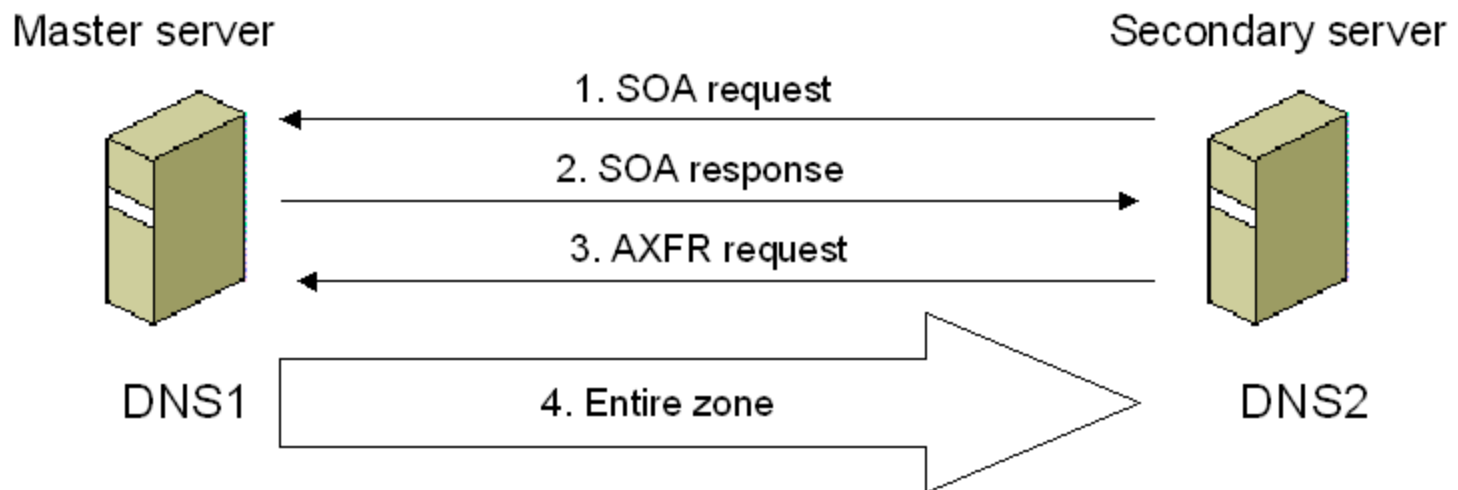 Master server
Secondary server
1. SOA request
2. SOA response
3. AXFR request
4. Entire zone
DNS1
DNS2